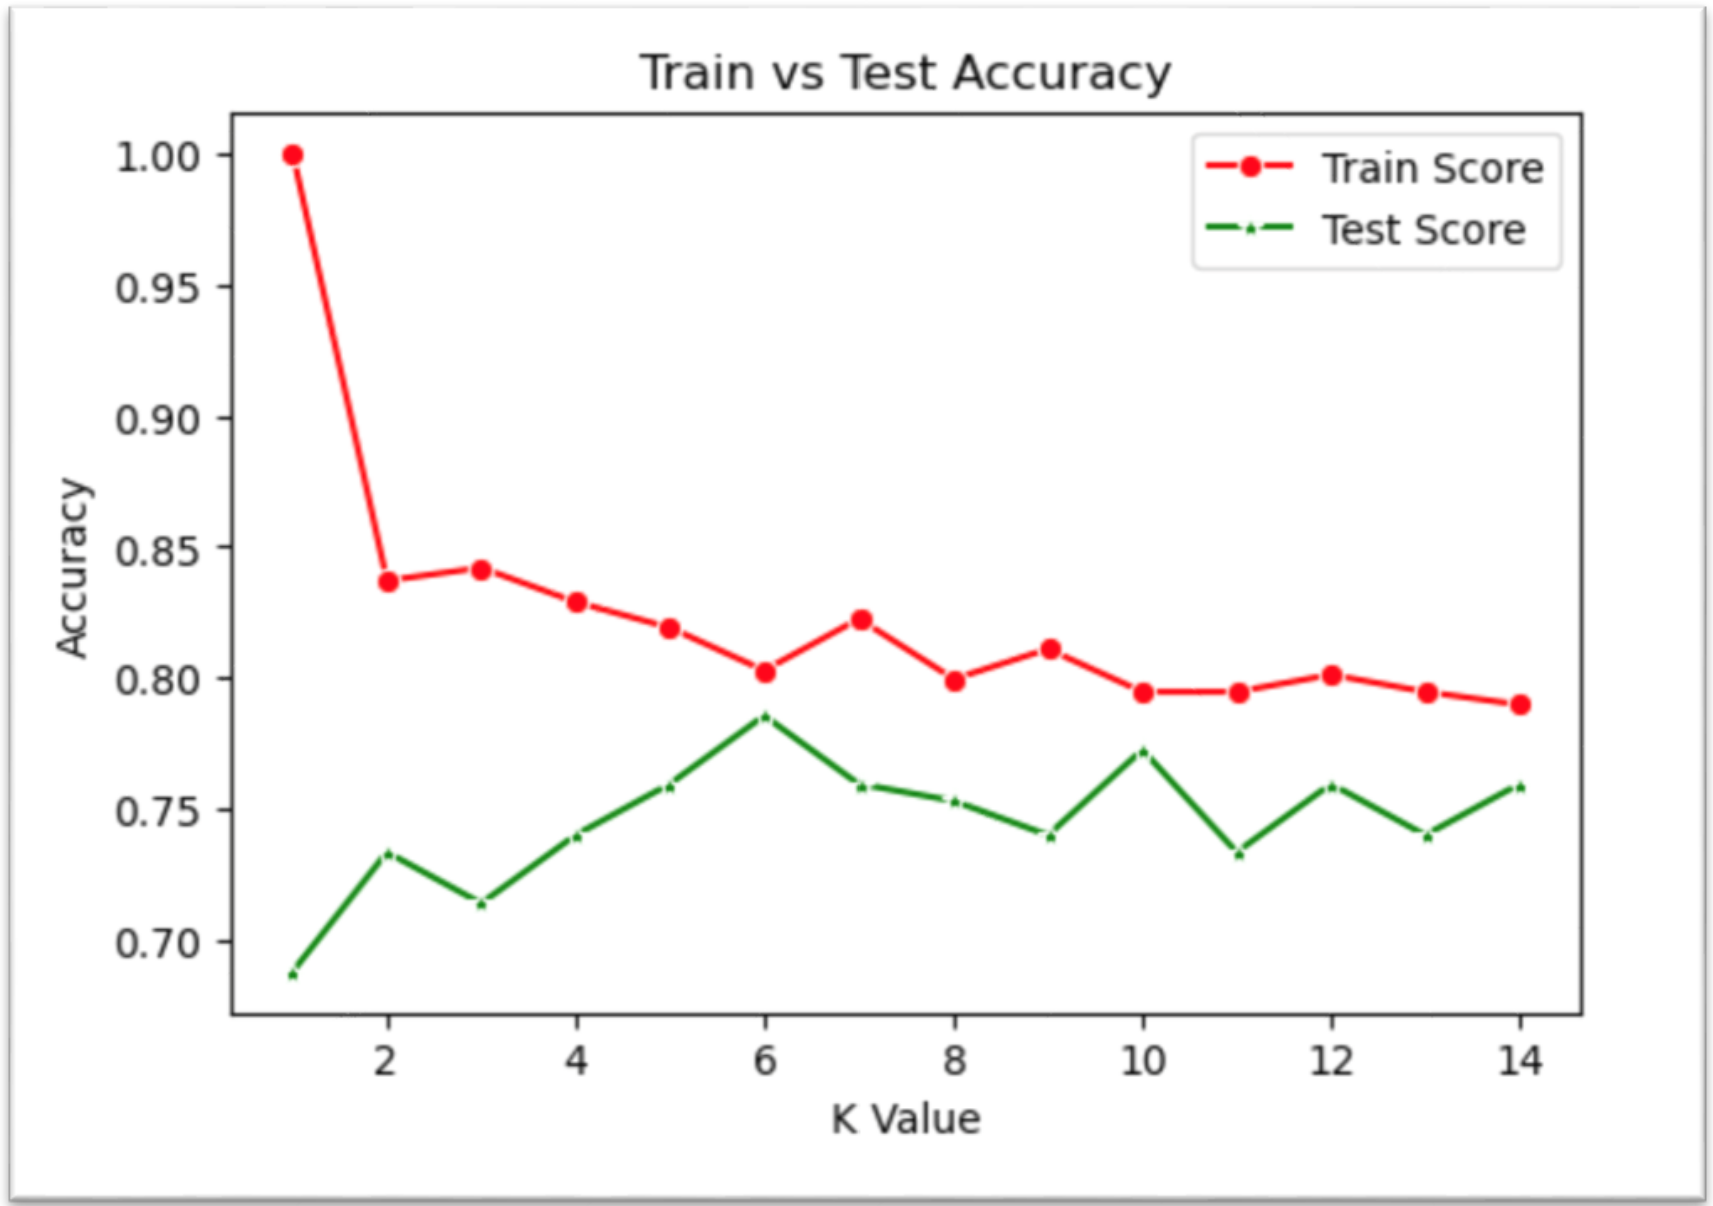 Train vs Test Accuracy
Train Score
Test Score
1.00
0.95
0.90
0.85
0.80
0.75
0.70
Accuracy
2 4 6 8 10 12 14
K Value